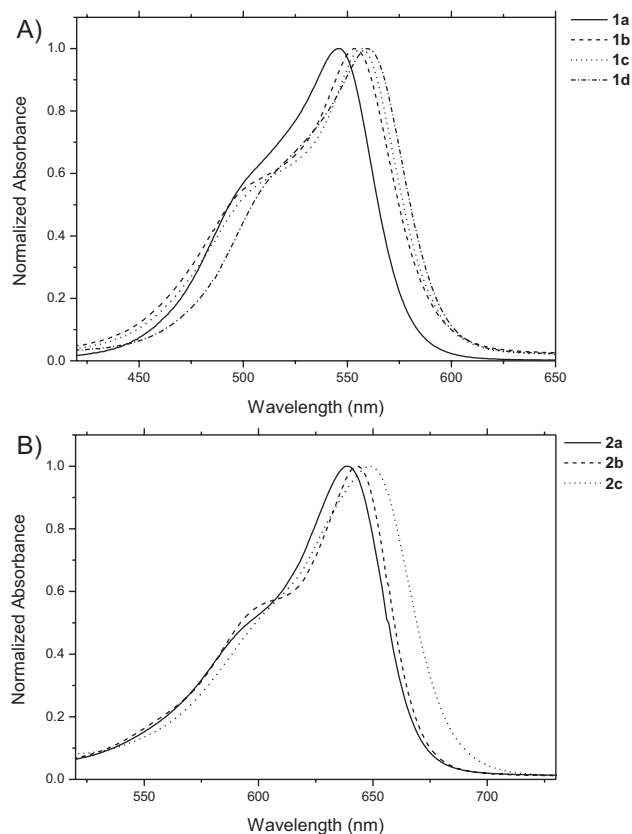 A)
1a
1b
1c
1d
1.0
0.8
0.6
0.4
0.2
0.0
Normalized Absorbance
450 500 550 600 650
Wavelength (nm)
B)
2a
2b
2c
1.0
0.8
0.6
0.4
0.2
0.0
Normalized Absorbance
550 600 650 700
Wavelength (nm)